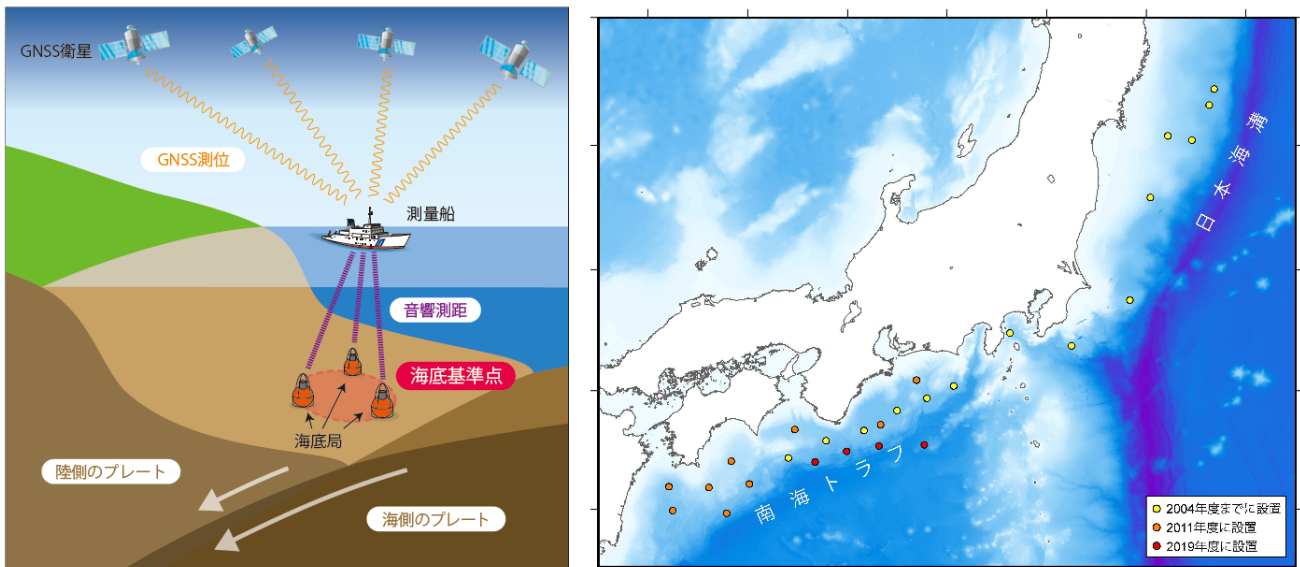 GNSS衛星
GNSS測位
測量船
音響測距
海底基準点
海底局
陸側のプレート
海側のプレート
日本海溝
南海トラフ
2004年度までに設置
2011年度に設置
2019年度に設置